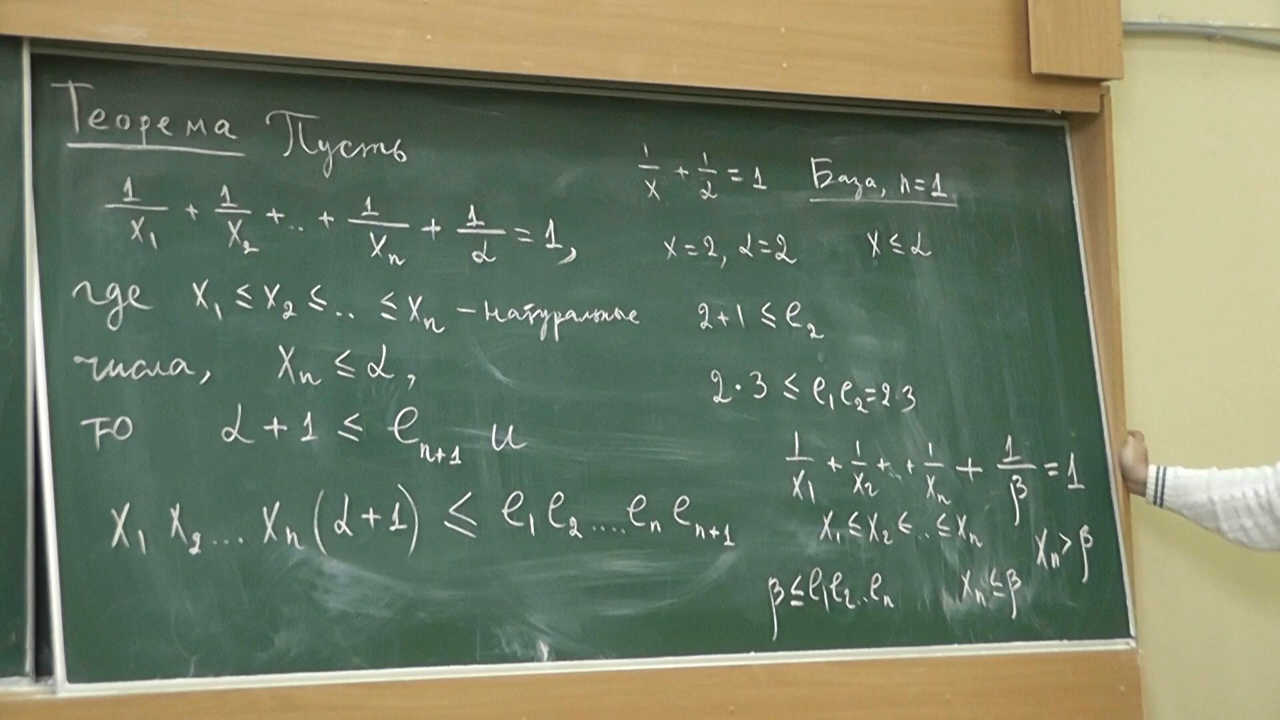 Теорема Пусть
1/x₁ + 1/x₂ + .. + 1/xₙ + 1/α = 1,
где x₁ ≤ x₂ ≤ .. ≤ xₙ – натуральные
числа, xₙ ≤ α,
то α + 1 ≤ eₙ₊₁ и
x₁ x₂ ... xₙ (α+1) ≤ e₁ e₂ .... eₙ eₙ₊₁
1/x + 1/α = 1 База, n=1
x=2, α=2 x ≤ α
2+1 ≤ e₂
2·3 ≤ e₁e₂=2·3
1/x₁ + 1/x₂ + .. + 1/xₙ + 1/β = 1
x₁ ≤ x₂ ≤ .. ≤ xₙ xₙ > β
β ≤ e₁e₂..eₙ xₙ ≤ β